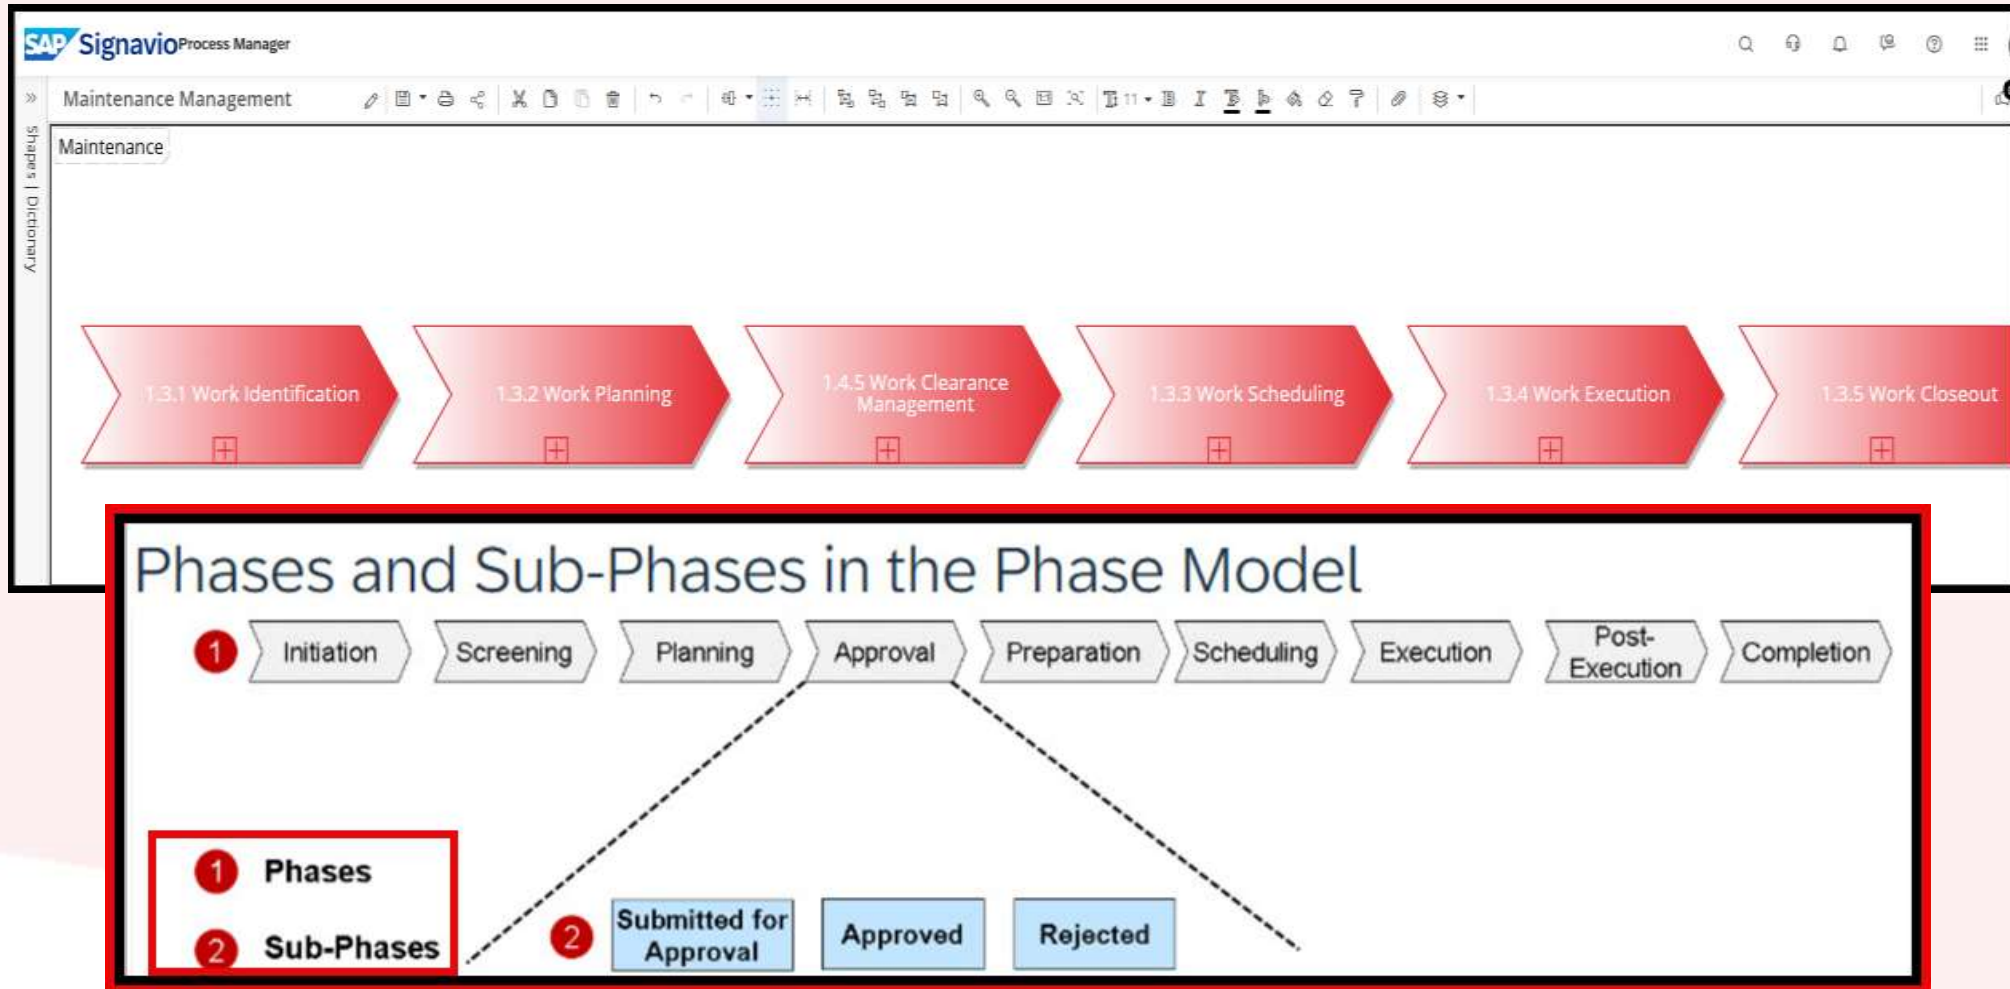 SAP Signavio Process Manager
Maintenance Management
11
Shapes | Dictionary
Maintenance
1.3.1 Work Identification
1.3.2 Work Planning
1.4.5 Work Clearance
Management
1.3.3 Work Scheduling
1.3.4 Work Execution
1.3.5 Work Closeout
Phases and Sub-Phases in the Phase Model
1
Initiation
Screening
Planning
Approval
Preparation
Scheduling
Execution
Post-
Execution
Completion
1 Phases
2 Sub-Phases
2
Submitted for
Approval
Approved
Rejected